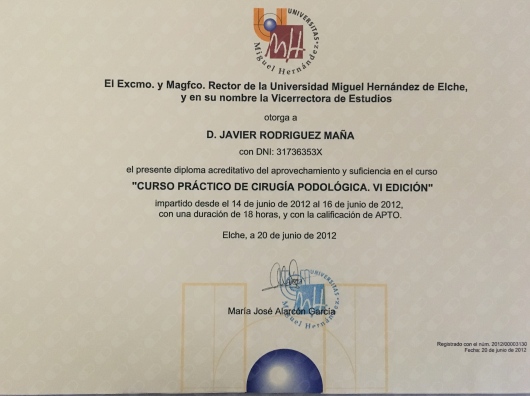 UNIVERSITAS
Miguel Hernández
El Excmo. y Magfco. Rector de la Universidad Miguel Hernández de Elche,
y en su nombre la Vicerrectora de Estudios
otorga a
D. JAVIER RODRIGUEZ MAÑA
con DNI: 31736353X
el presente diploma acreditativo del aprovechamiento y suficiencia en el curso
"CURSO PRÁCTICO DE CIRUGÍA PODOLÓGICA. VI EDICIÓN"
impartido desde el 14 de junio de 2012 al 16 de junio de 2012,
con una duración de 18 horas, y con la calificación de APTO.
Elche, a 20 de junio de 2012
UNIVERSITAS
Miguel Hernández
María José Alarcón García
Registrado con el núm. 2012/00003130
Fecha: 20 de junio de 2012